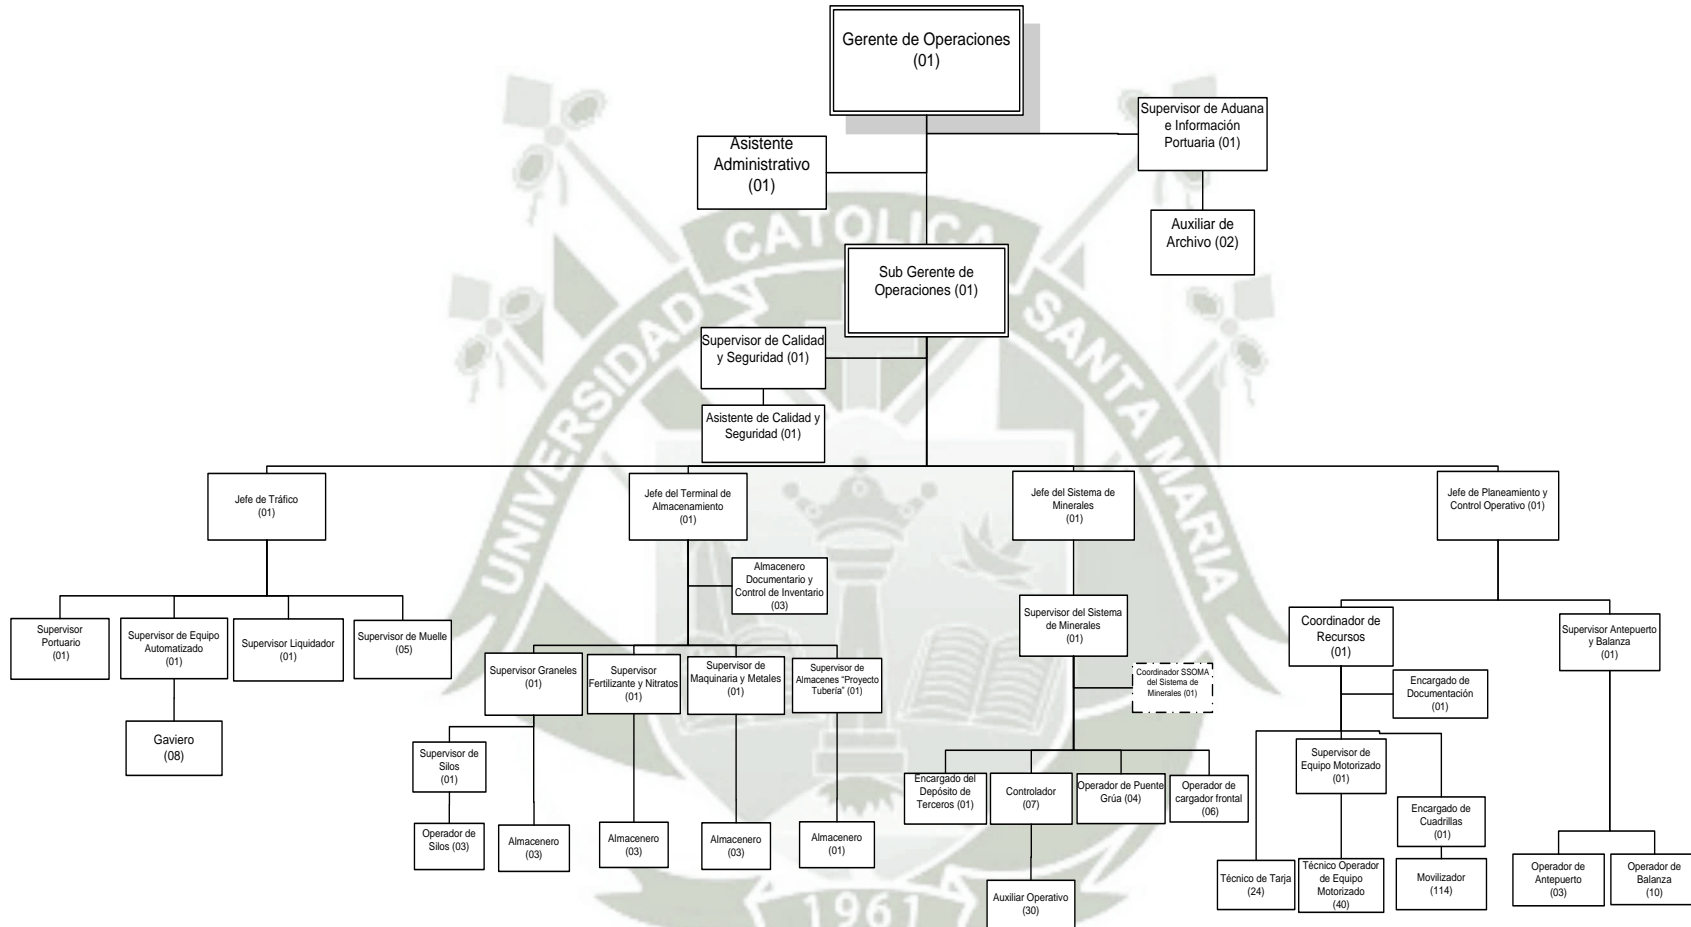 Gerente de Operaciones
(01)
Supervisor de Aduana
e Información
Portuaria (01)
Asistente
Administrativo
(01)
Auxiliar de
Archivo (02)
Sub Gerente de
Operaciones (01)
Supervisor de Calidad
y Seguridad (01)
Asistente de Calidad y
Seguridad (01)
Jefe de Tráfico
(01)
Jefe del Terminal de
Almacenamiento
(01)
Jefe del Sistema de
Minerales
(01)
Jefe de Planeamiento y
Control Operativo (01)
Almacenero
Documentario y
Control de Inventario
(03)
Supervisor
Portuario
(01)
Supervisor de Equipo
Automatizado
(01)
Supervisor Liquidador
(01)
Supervisor de Muelle
(05)
Gaviero
(08)
Supervisor Graneles
(01)
Supervisor
Fertilizante y Nitratos
(01)
Supervisor de
Maquinaria y Metales
(01)
Supervisor de
Almacenes “Proyecto
Tubería” (01)
Supervisor de
Silos
(01)
Operador de
Silos (03)
Almacenero
(03)
Almacenero
(03)
Almacenero
(03)
Almacenero
(01)
Supervisor del Sistema
de Minerales
(01)
Coordinador SSOMA
del Sistema de
Minerales (01)
Encargado del
Depósito de
Terceros (01)
Controlador
(07)
Operador de Puente
Grúa (04)
Operador de
cargador frontal
(06)
Auxiliar Operativo
(30)
Coordinador de
Recursos
(01)
Supervisor Antepuerto
y Balanza
(01)
Encargado de
Documentación
(01)
Supervisor de
Equipo Motorizado
(01)
Encargado de
Cuadrillas
(01)
Técnico de Tarja
(24)
Técnico Operador
de Equipo
Motorizado
(40)
Movilizador
(114)
Operador de
Antepuerto
(03)
Operador de
Balanza
(10)
UNIVERSIDAD
CATOLICA
SANTA MARIA
1961